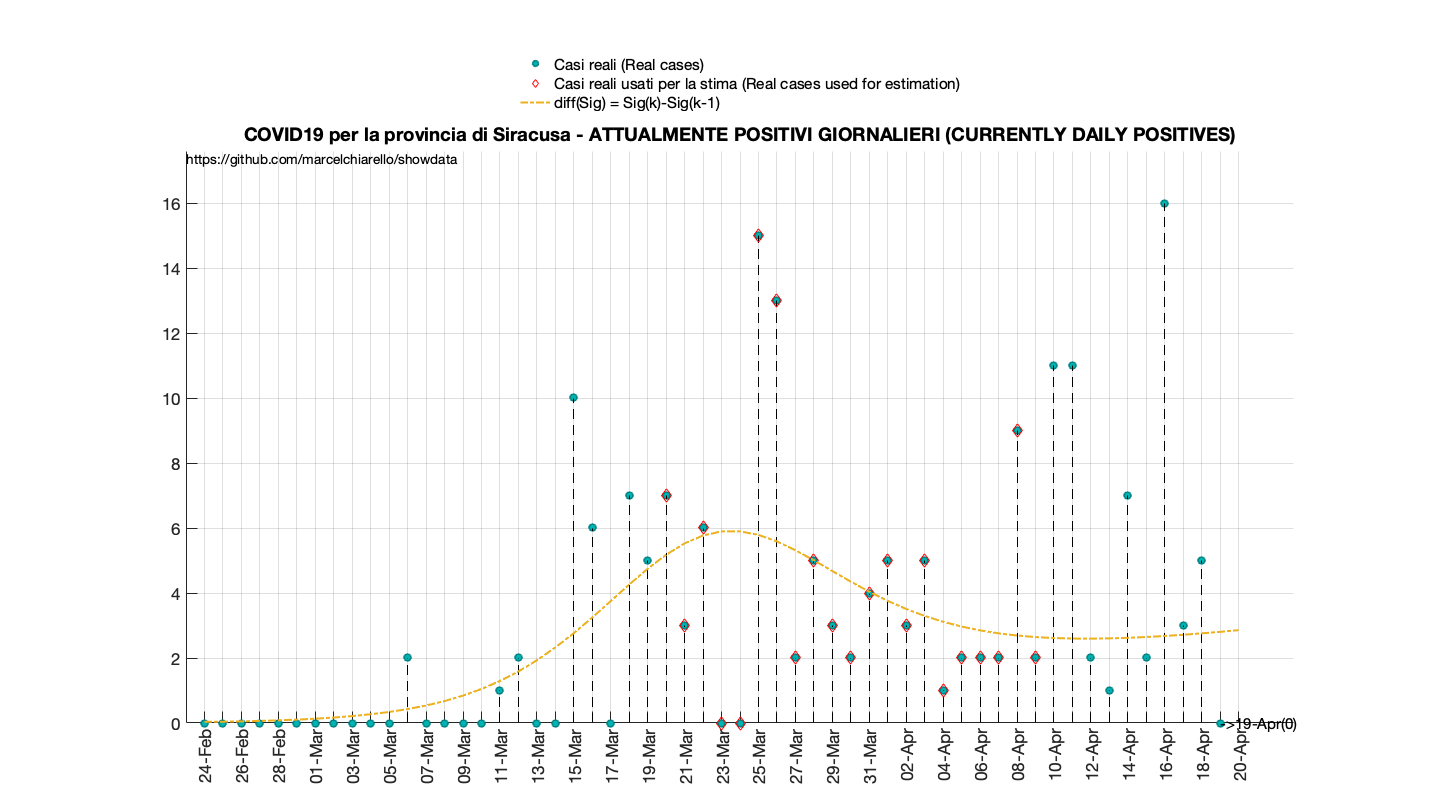 Casi reali (Real cases)
Casi reali usati per la stima (Real cases used for estimation)
diff(Sig) = Sig(k)-Sig(k-1)
COVID19 per la provincia di Siracusa - ATTUALMENTE POSITIVI GIORNALIERI (CURRENTLY DAILY POSITIVES)
https://github.com/marcelchiarello/showdata
16
14
12
10
8
6
4
2
0
->19-Apr(0)
24-Feb
26-Feb
28-Feb
01-Mar
03-Mar
05-Mar
07-Mar
09-Mar
11-Mar
13-Mar
15-Mar
17-Mar
19-Mar
21-Mar
23-Mar
25-Mar
27-Mar
29-Mar
31-Mar
02-Apr
04-Apr
06-Apr
08-Apr
10-Apr
12-Apr
14-Apr
16-Apr
18-Apr
20-Apr